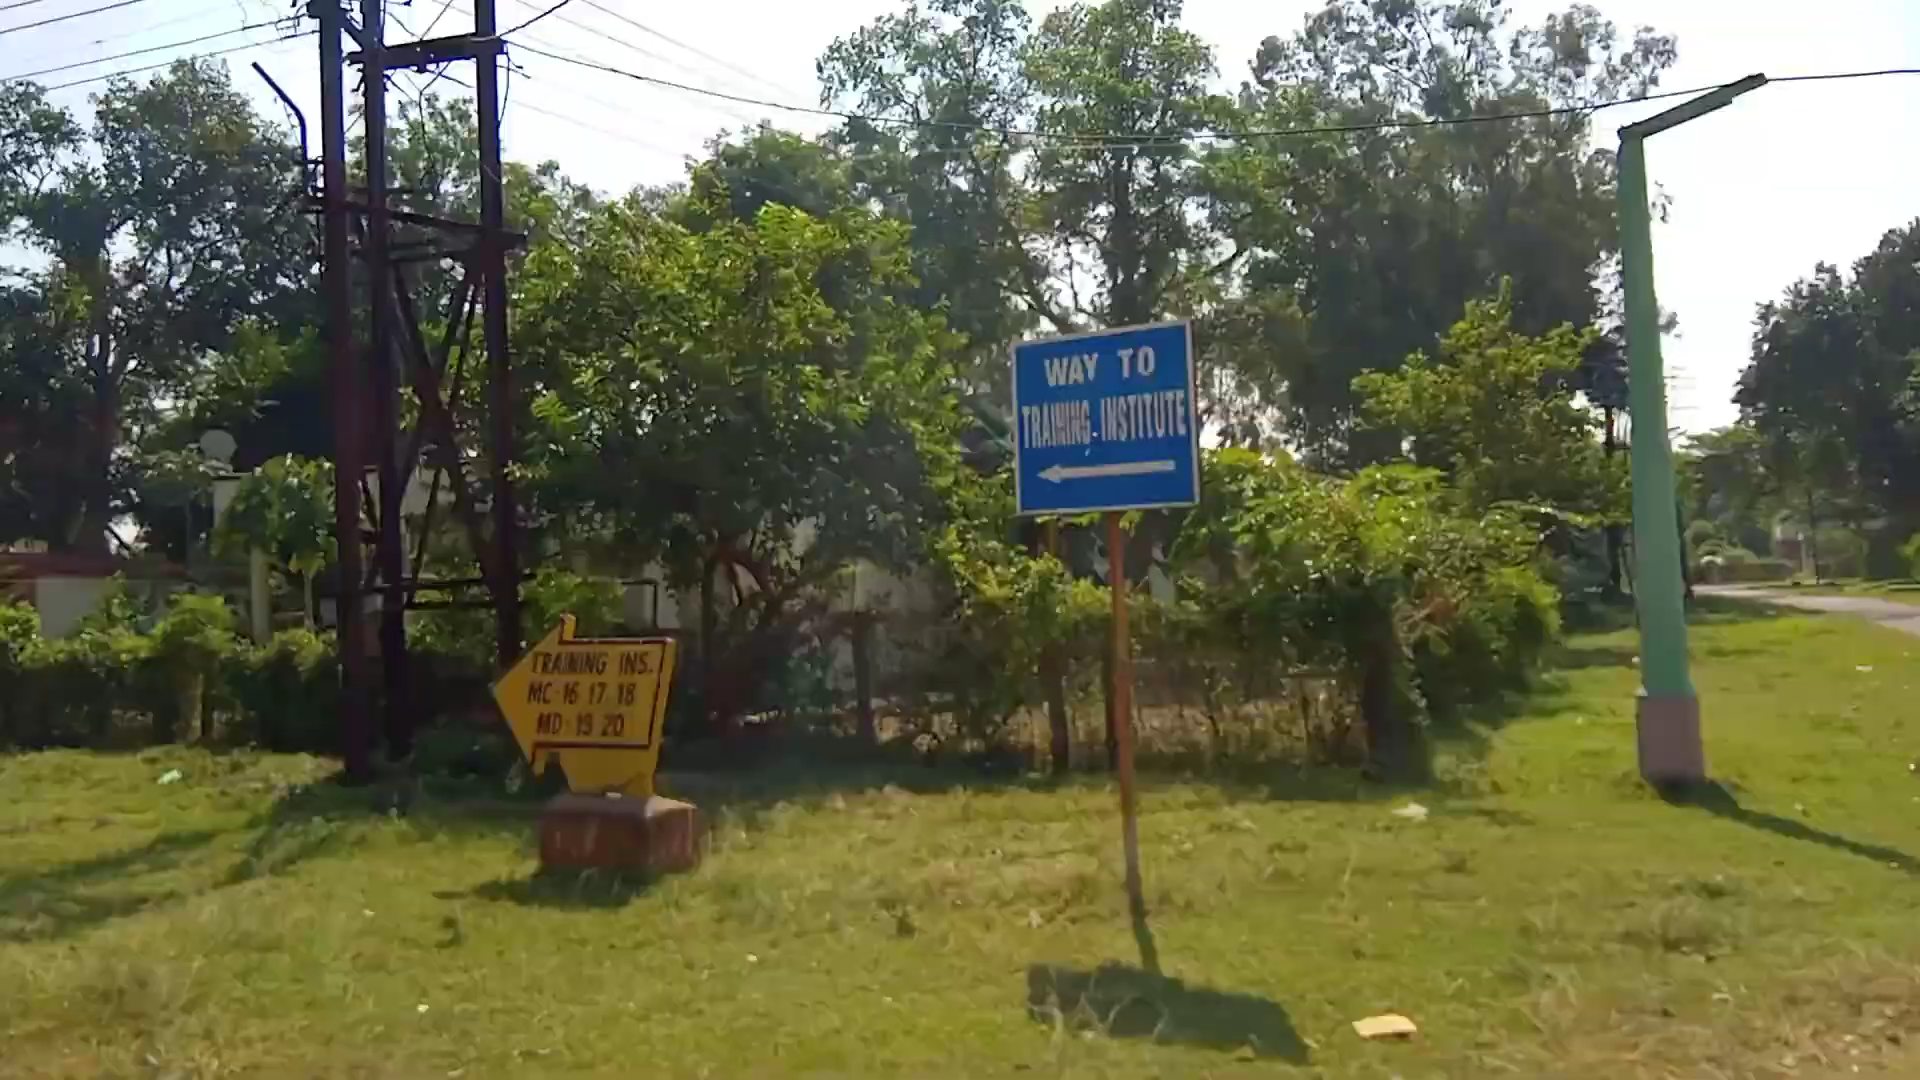 WAY TO
TRAINING. INSTITUTE
TRAINING INS.
MC-16 17.18
MD-19 20